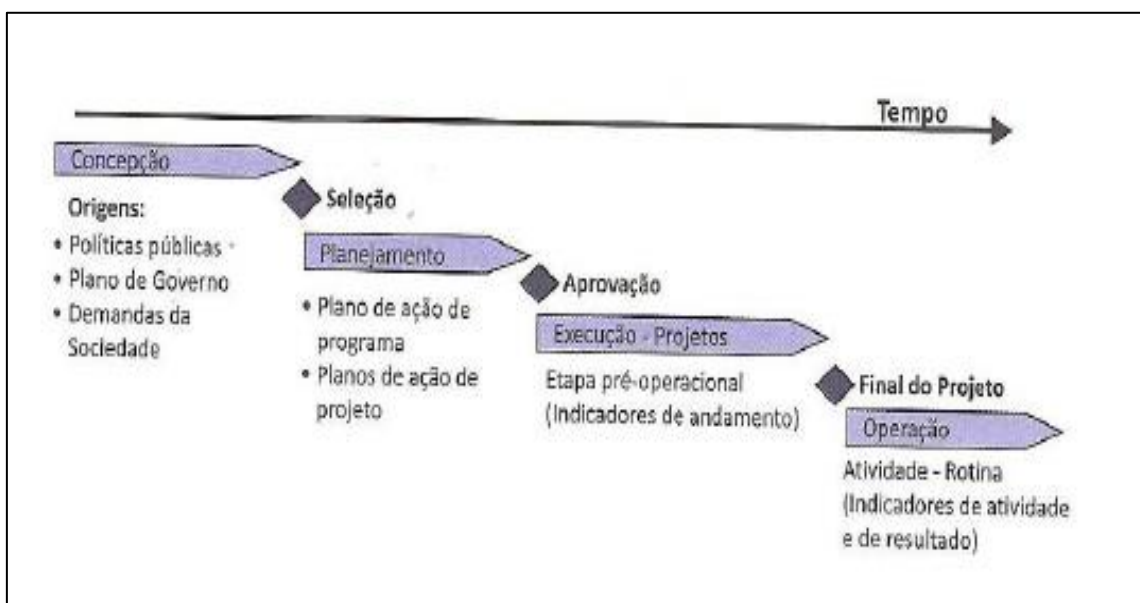 Tempo
Concepção
Origens:
• Políticas públicas
• Plano de Governo
• Demandas da
Sociedade
Seleção
Planejamento
• Plano de ação de
programa
• Planos de ação de
projeto
Aprovação
Execução - Projetos
Etapa pré-operacional
(Indicadores de andamento)
Final do Projeto
Operação
Atividade - Rotina
(Indicadores de atividade
e de resultado)